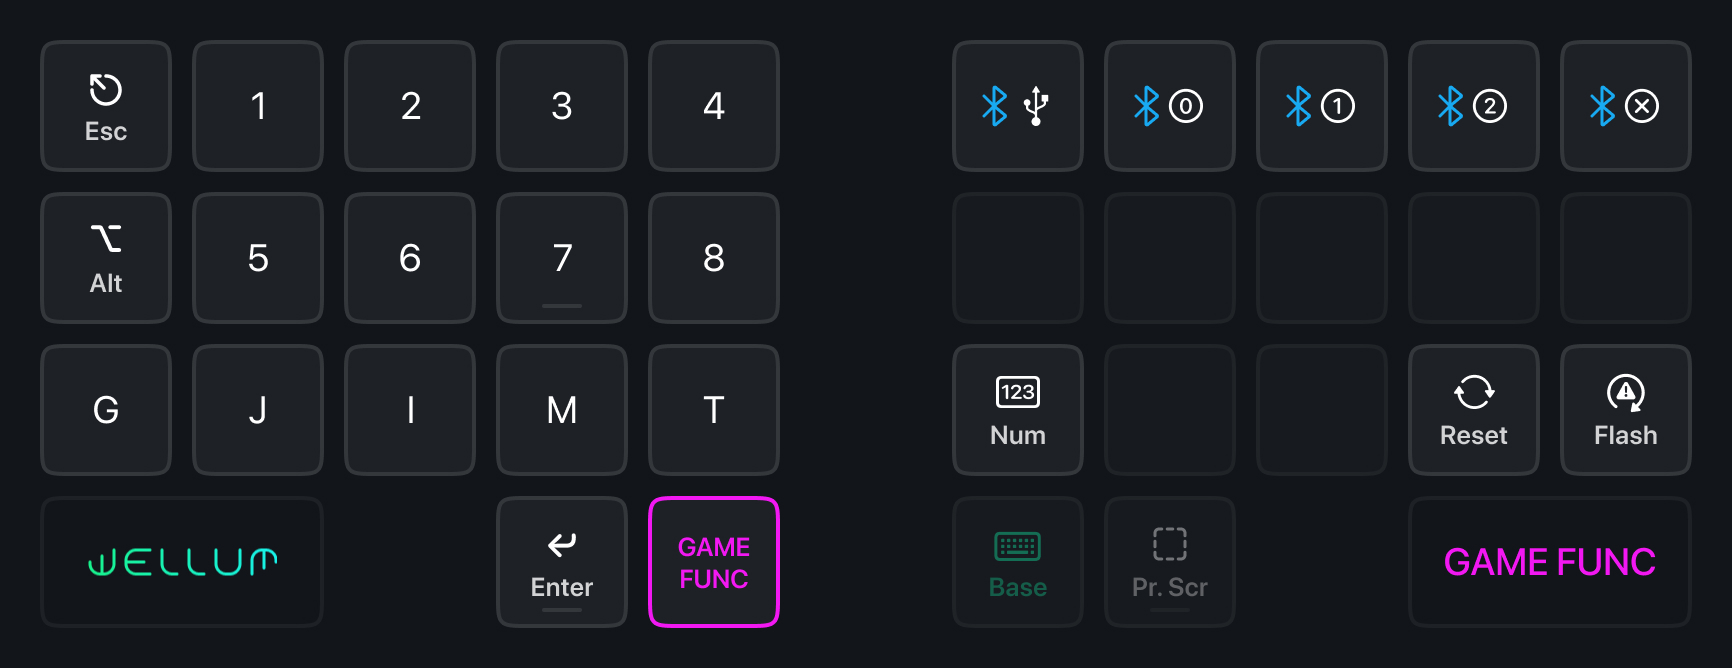 Esc
1
2
3
4
0
1
2
Alt
5
6
7
8
G
J
I
M
T
123
Num
Reset
Flash
WELLUM
Enter
GAME
FUNC
Base
Pr. Scr
GAME FUNC